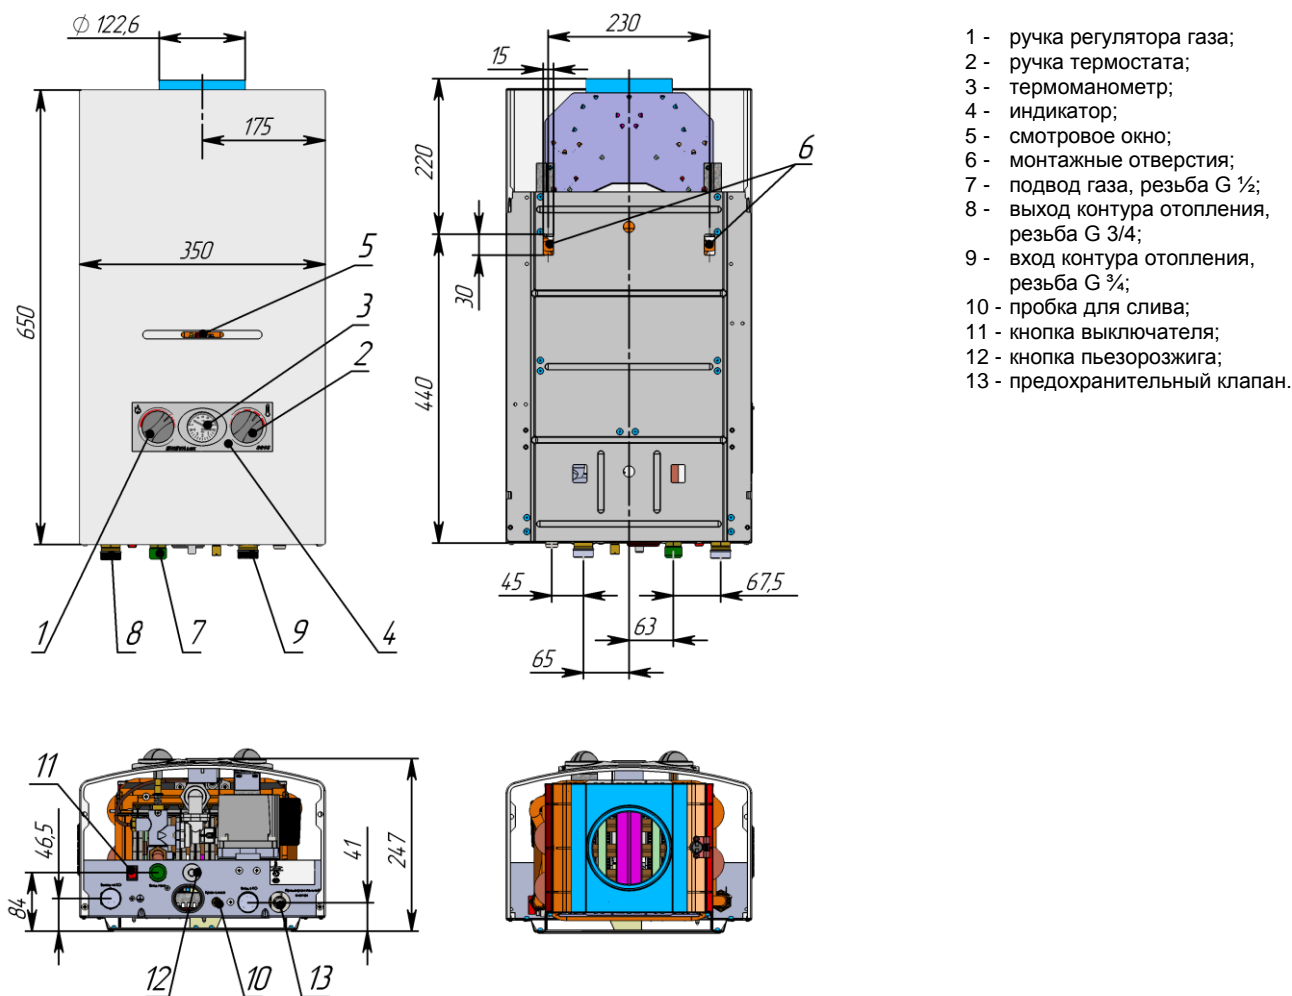 Ø 122,6
175
350
650
5
3
2
1
8
7
9
4
230
15
220
6
30
440
45
67,5
63
65
1 - ручка регулятора газа;
2 - ручка термостата;
3 - термоманометр;
4 - индикатор;
5 - смотровое окно;
6 - монтажные отверстия;
7 - подвод газа, резьба G ½;
8 - выход контура отопления,
резьба G 3/4;
9 - вход контура отопления,
резьба G ¾;
10 - пробка для слива;
11 - кнопка выключателя;
12 - кнопка пьезорозжига;
13 - предохранительный клапан.
11
46,5
84
41
247
12
10
13